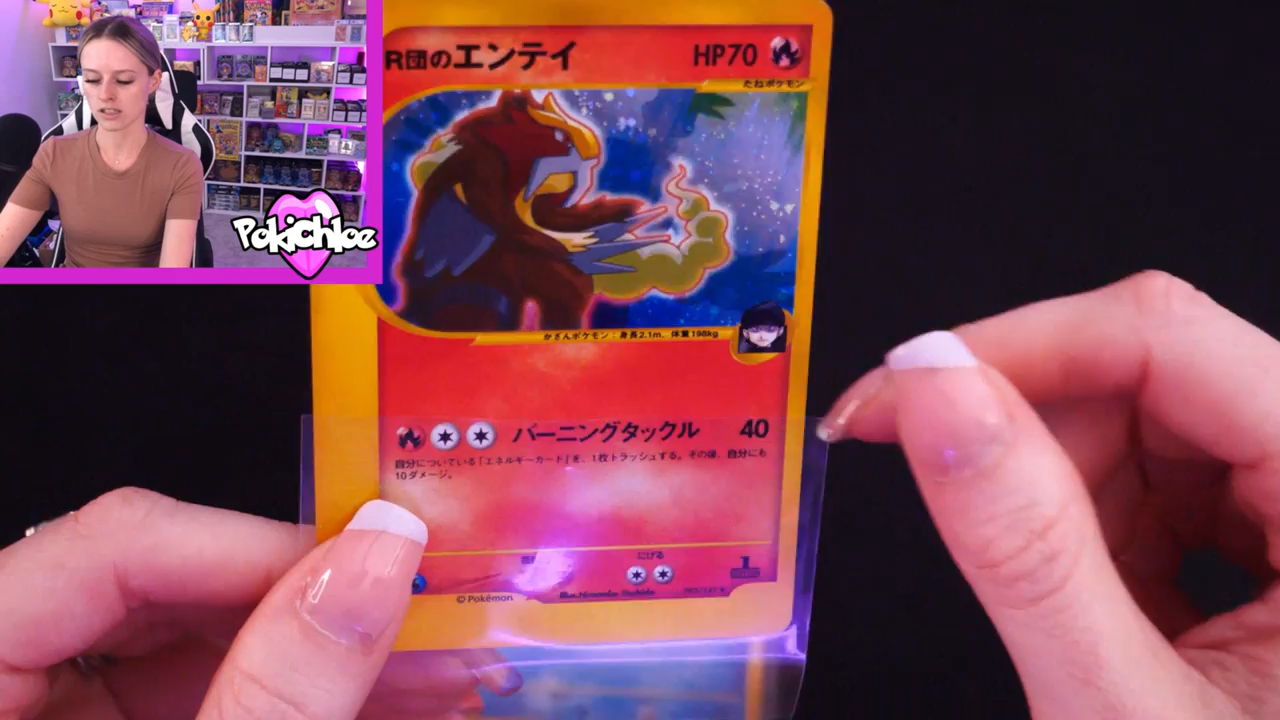 PokiChloe
R団のエンテイ HP70
たねポケモン
かざんポケモン：身長2.1m、体重198kg
バーニングタックル 40
自分についている「エネルギーカード」を、1枚トラッシュする。その後、自分にも
10ダメージ。
にげる
1
©Pokémon